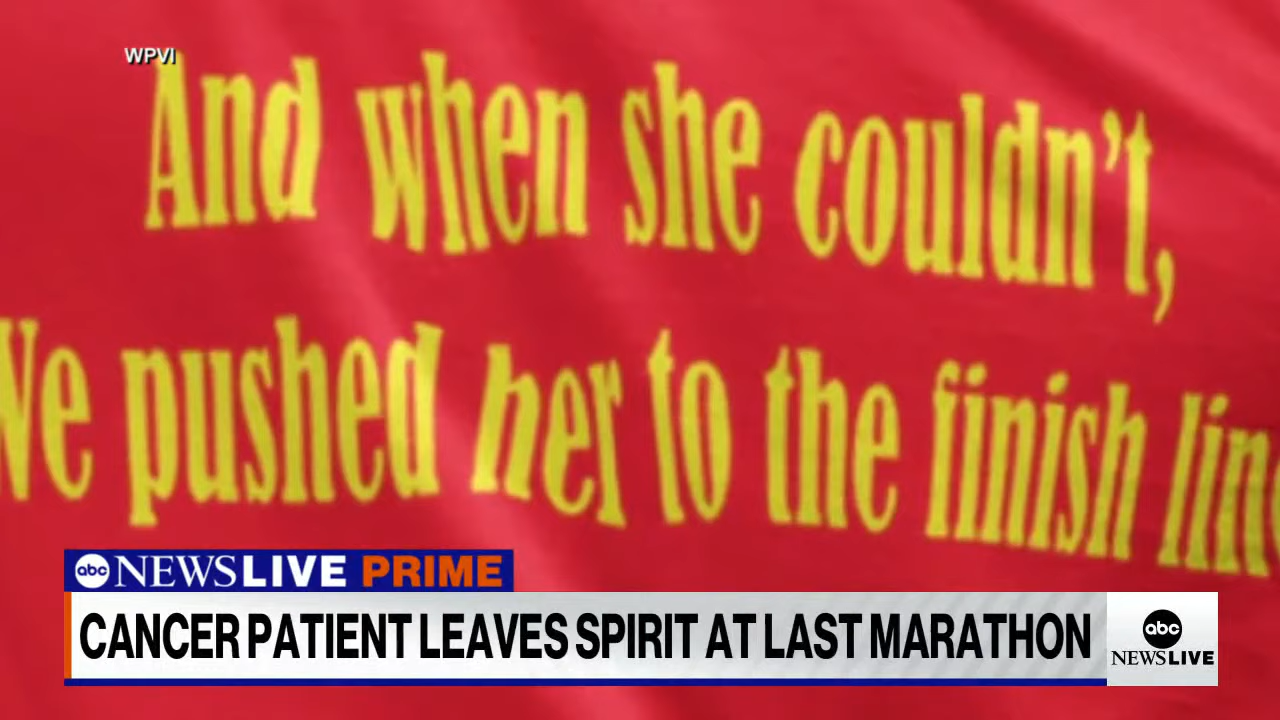 WPVI
And when she couldn't,
We pushed her to the finish
abc NEWS LIVE PRIME
CANCER PATIENT LEAVES SPIRIT AT LAST MARATHON
abc
NEWS LIVE